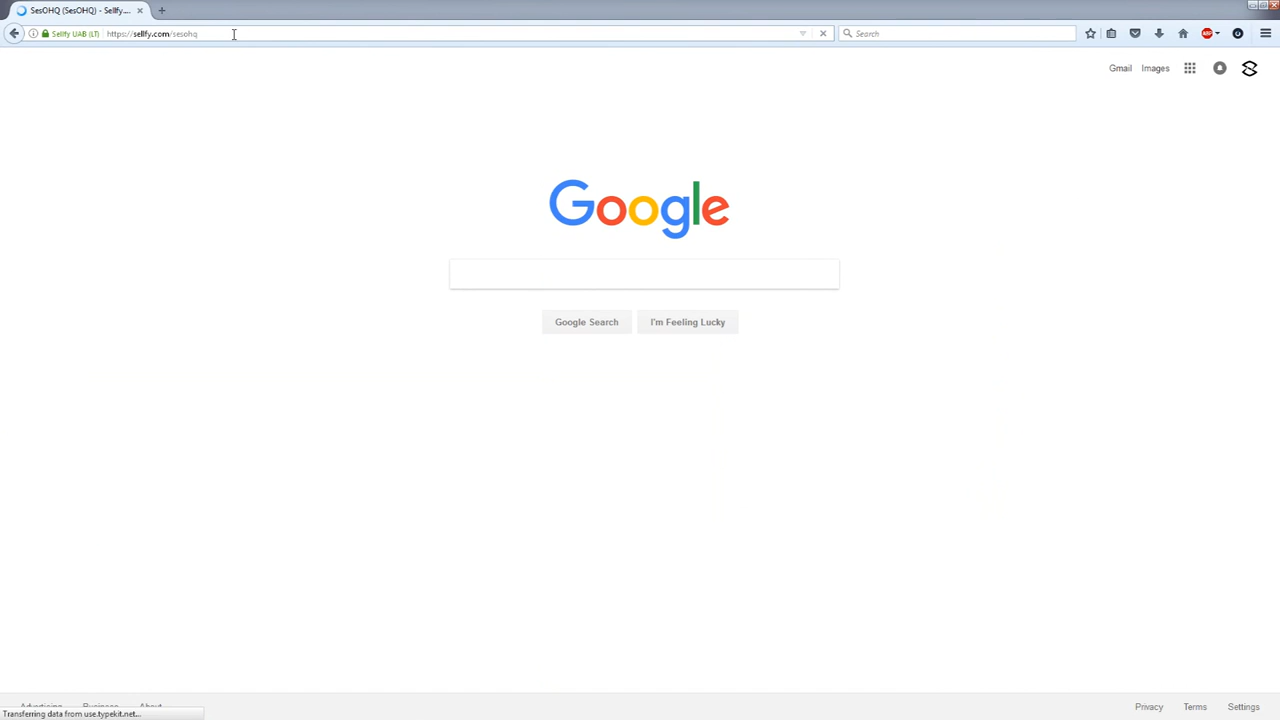 SesOHQ (SesOHQ) - Sellfy....
Sellfy UAB (LT) https://sellfy.com/sesohq
Search
ABP
Gmail Images
Google
Google Search I'm Feeling Lucky
Advertising Business About
Privacy Terms Settings
Transferring data from use.typekit.net...